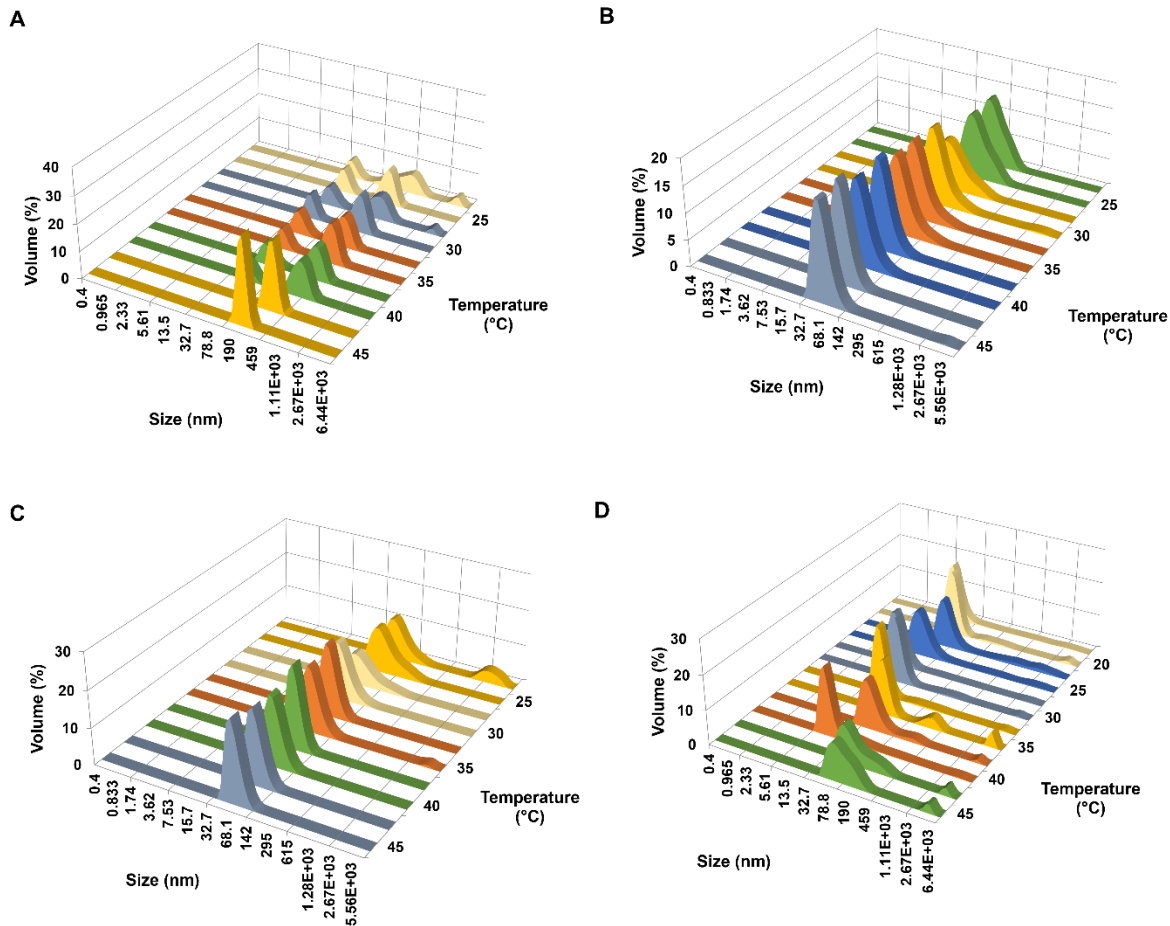 A
Volume (%)
40
30
20
10
0
0.4
0.965
2.33
5.61
13.5
32.7
78.8
190
459
1.11E+03
2.67E+03
6.44E+03
Size (nm)
25
30
35
40
45
Temperature
(°C)
B
Volume (%)
20
15
10
5
0
0.4
0.833
1.74
3.62
7.53
15.7
32.7
68.1
142
295
615
1.28E+03
2.67E+03
5.56E+03
Size (nm)
25
30
35
40
45
Temperature
(°C)
C
Volume (%)
30
20
10
0
0.4
0.833
1.74
3.62
7.53
15.7
32.7
68.1
142
295
615
1.28E+03
2.67E+03
5.56E+03
Size (nm)
25
30
35
40
45
Temperature
(°C)
D
Volume (%)
30
20
10
0
0.4
0.965
2.33
5.61
13.5
32.7
78.8
190
459
1.11E+03
2.67E+03
6.44E+03
Size (nm)
20
25
30
35
40
45
Temperature
(°C)